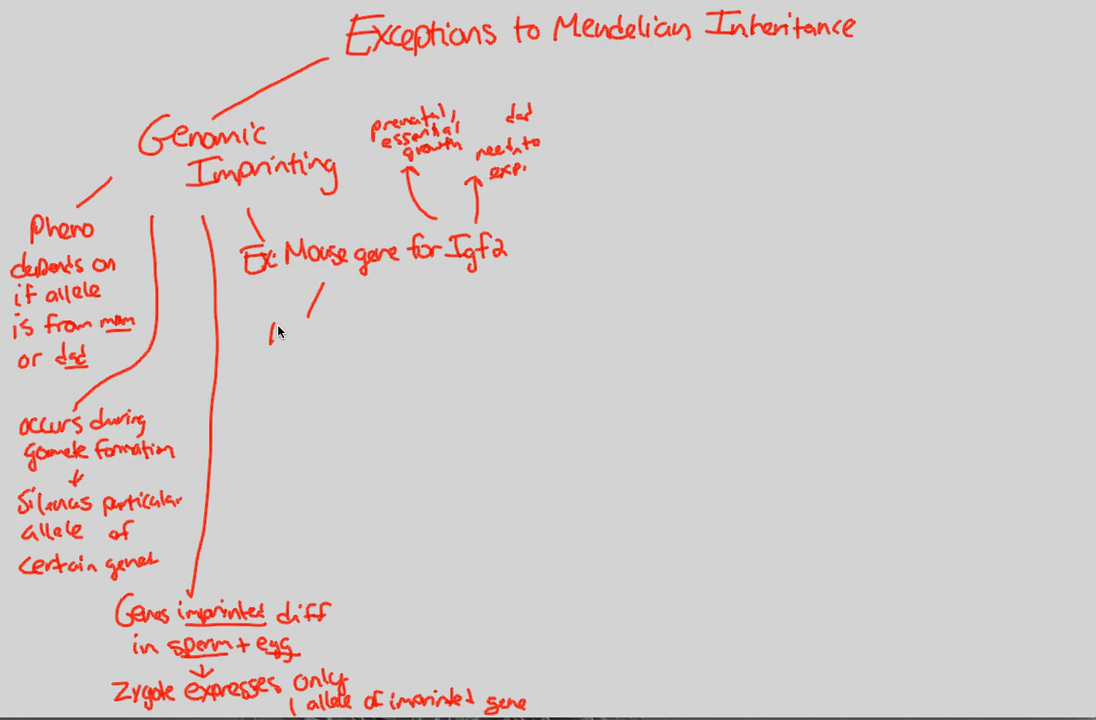 Exceptions to Mendelian Inheritance
Genomic
Imprinting
Pheno
depends on
if allele
is from mom
or dad
occurs during
gamete formation
Silences particular
allele of
certain genes
Genes imprinted diff
in sperm + egg
Zygote expresses only
1 allele of imprinted gene
Ex: Mouse gene for Igf2
prenatal/
essential
growth
dad
needs to
exp.